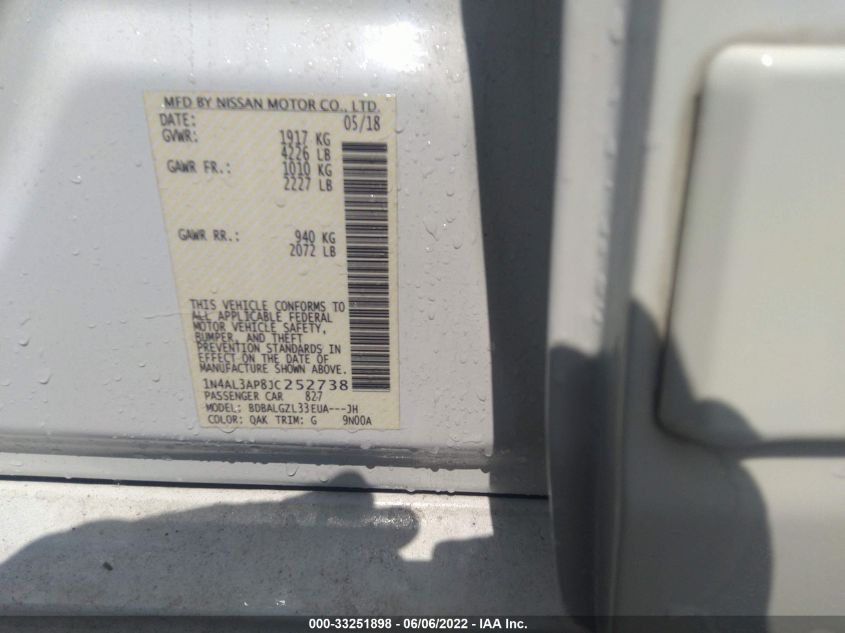 MFD BY NISSAN MOTOR CO., LTD.
DATE: 05/18
GVWR: 1917 KG
4226 LB
GAWR FR.: 1010 KG
2227 LB
GAWR RR.: 940 KG
2072 LB
THIS VEHICLE CONFORMS TO
ALL APPLICABLE FEDERAL
MOTOR VEHICLE SAFETY,
BUMPER, AND THEFT
PREVENTION STANDARDS IN
EFFECT ON THE DATE OF
MANUFACTURE SHOWN ABOVE.
1N4AL3AP8JC252738
PASSENGER CAR 827
MODEL: BDBALGZL33EUA---JH
COLOR: QAK TRIM: G 9N00A
000-33251898 - 06/06/2022 - IAA Inc.